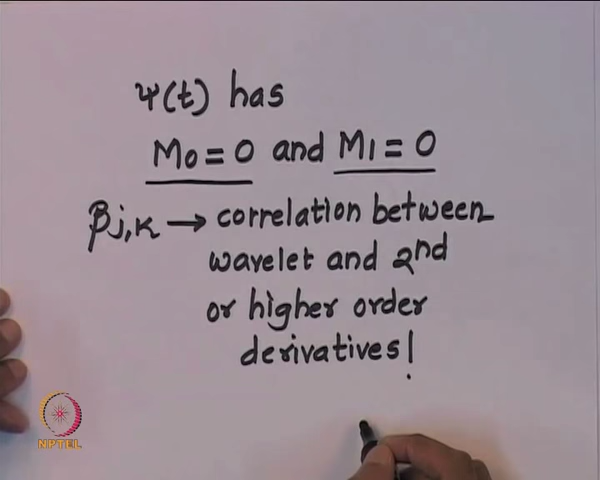 ψ(t) has
M0 = 0 and M1 = 0
βj,k → correlation between
wavelet and 2nd
or higher order
derivatives!
NPTEL